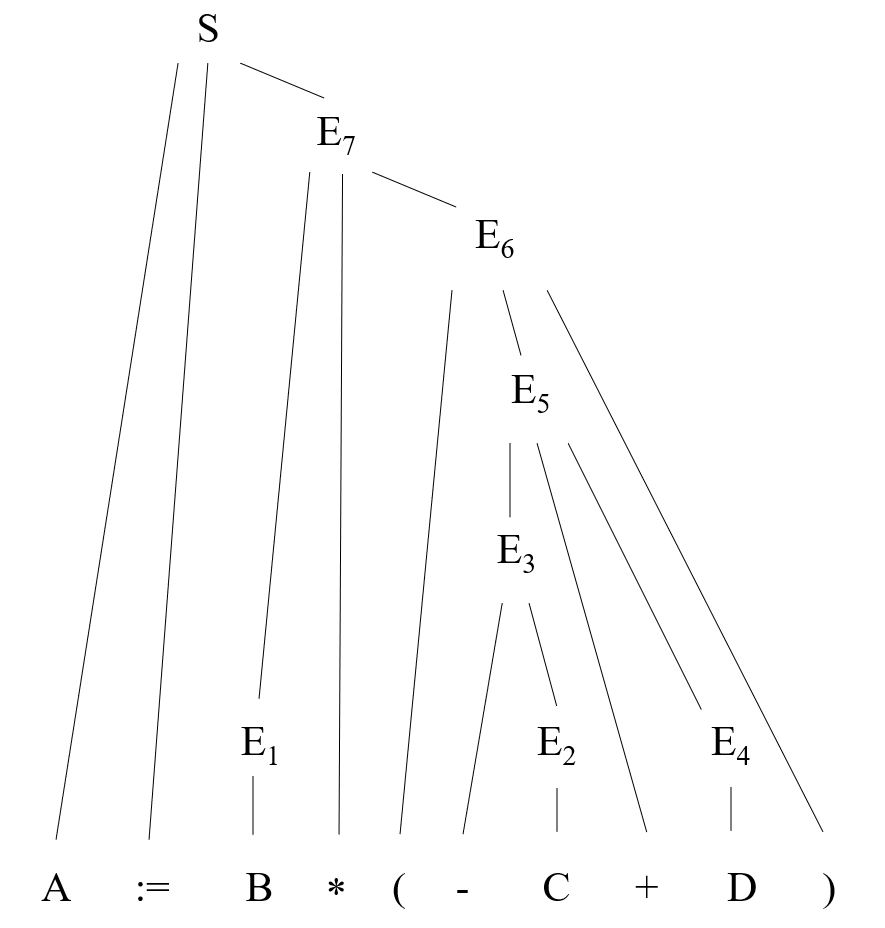 S
E₇
E₆
E₅
E₃
E₁ E₂ E₄
A := B * ( - C + D )